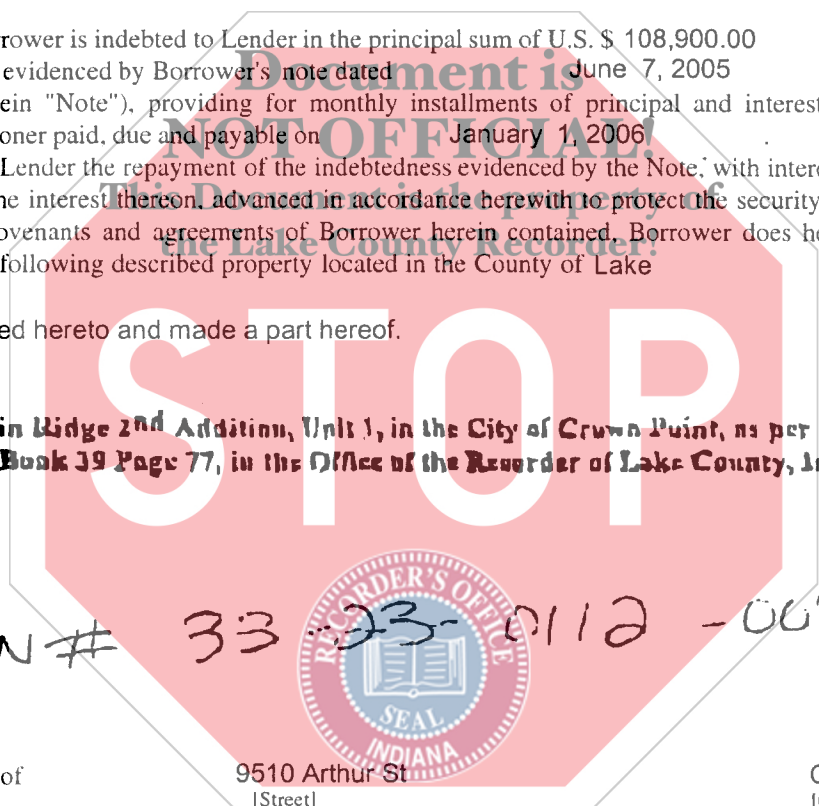 rower is indebted to Lender in the principal sum of U.S. $ 108,900.00
evidenced by Borrower's note dated June 7, 2005
ein "Note"), providing for monthly installments of principal and interest
oner paid, due and payable on January 1, 2006 .
Lender the repayment of the indebtedness evidenced by the Note, with intere
ne interest thereon, advanced in accordance herewith to protect the security
ovenants and agreements of Borrower herein contained, Borrower does he
following described property located in the County of Lake
Document is
NOT OFFICIAL!
This Document is the property of
the Lake County Recorder!
ed hereto and made a part hereof.
STOP
in Ridge 2nd Addition, Unit 1, in the City of Crown Point, as per
Book 39 Page 77, in the Office of the Recorder of Lake County, In
N # 33-23-0112-00
RECORDER'S OFFICE
SEAL
INDIANA
of 9510 Arthur St C
[Street]